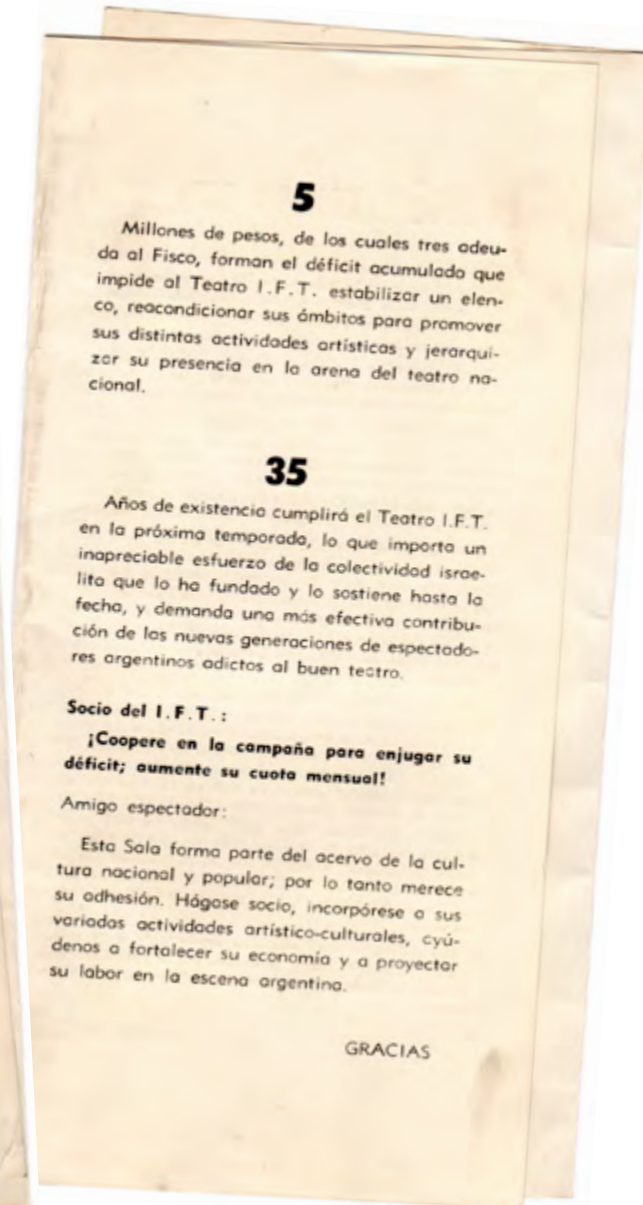 5
Millones de pesos, de los cuales tres adeu-
da al Fisco, forman el déficit acumulado que
impide al Teatro I.F.T. estabilizar un elen-
co, reacondicionar sus ámbitos para promover
sus distintas actividades artísticas y jerarqui-
zar su presencia en la arena del teatro na-
cional.
35
Años de existencia cumplirá el Teatro I.F.T.
en la próxima temporada, lo que importa un
inapreciable esfuerzo de la colectividad israe-
lita que lo ha fundado y lo sostiene hasta la
fecha, y demanda una más efectiva contribu-
ción de las nuevas generaciones de espectado-
res argentinos adictos al buen teatro.
Socio del I.F.T.:
¡Coopere en la campaña para enjugar su
déficit; aumente su cuota mensual!
Amigo espectador:
Esta Sala forma parte del acervo de la cul-
tura nacional y popular; por lo tanto merece
su adhesión. Hágase socio, incorpórese a sus
variadas actividades artístico-culturales, ayú-
denos a fortalecer su economía y a proyectar
su labor en la escena argentina.
GRACIAS